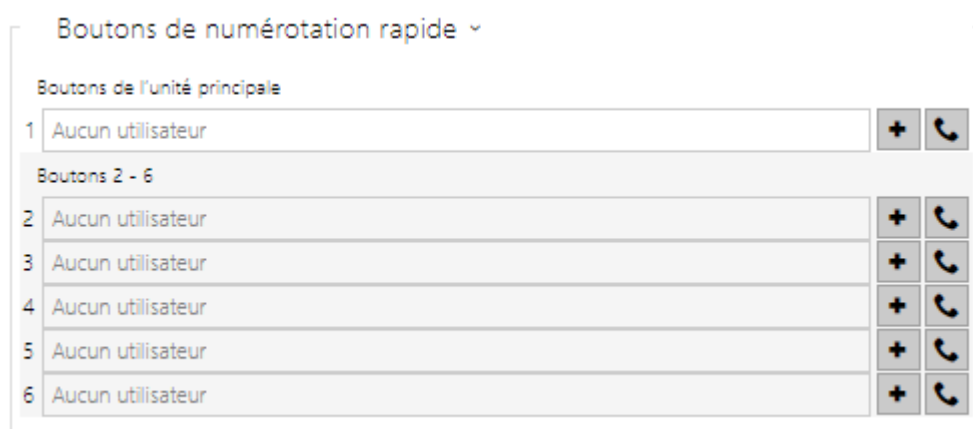 Boutons de numérotation rapide
Boutons de l'unité principale
1 Aucun utilisateur
Boutons 2 - 6
2 Aucun utilisateur
3 Aucun utilisateur
4 Aucun utilisateur
5 Aucun utilisateur
6 Aucun utilisateur